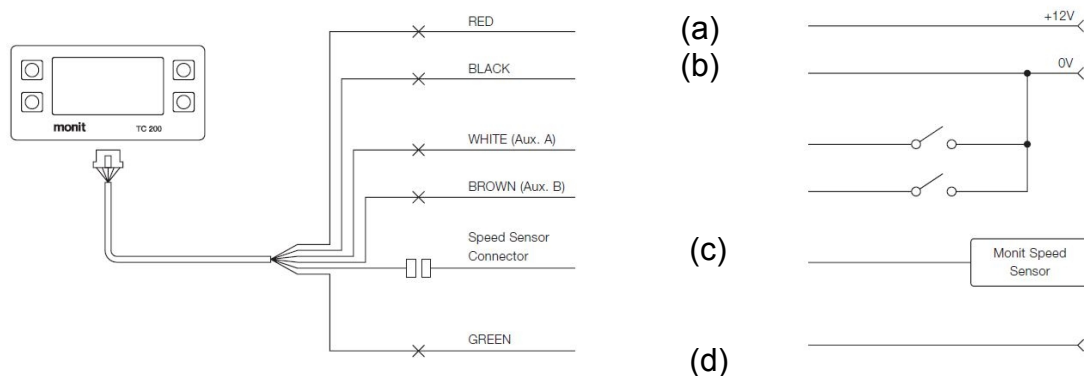 RED
(a)
+12V
(b)
BLACK
0V
monit TC 200
WHITE (Aux. A)
BROWN (Aux. B)
Speed Sensor
Connector
(c)
Monit Speed
Sensor
GREEN
(d)